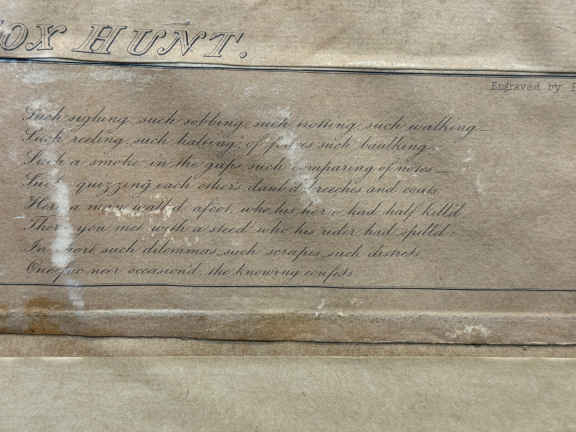 OX HUNT.
Engraved by
Such sighing, such sobbing, such trotting, such walking—
Such reeling, such halting, of fences such baulking—
Such a smoke in the gaps, such comparing of notes—
Such quizzing each other's daub'd breeches and coats.
Here a man walk'd afoot, who his horse had half kill'd
There you met with a steed who his rider had spill'd:
In short such dilemmas, such scrapes, such distress,
One fox ne'er occasion'd, the knowing confess.